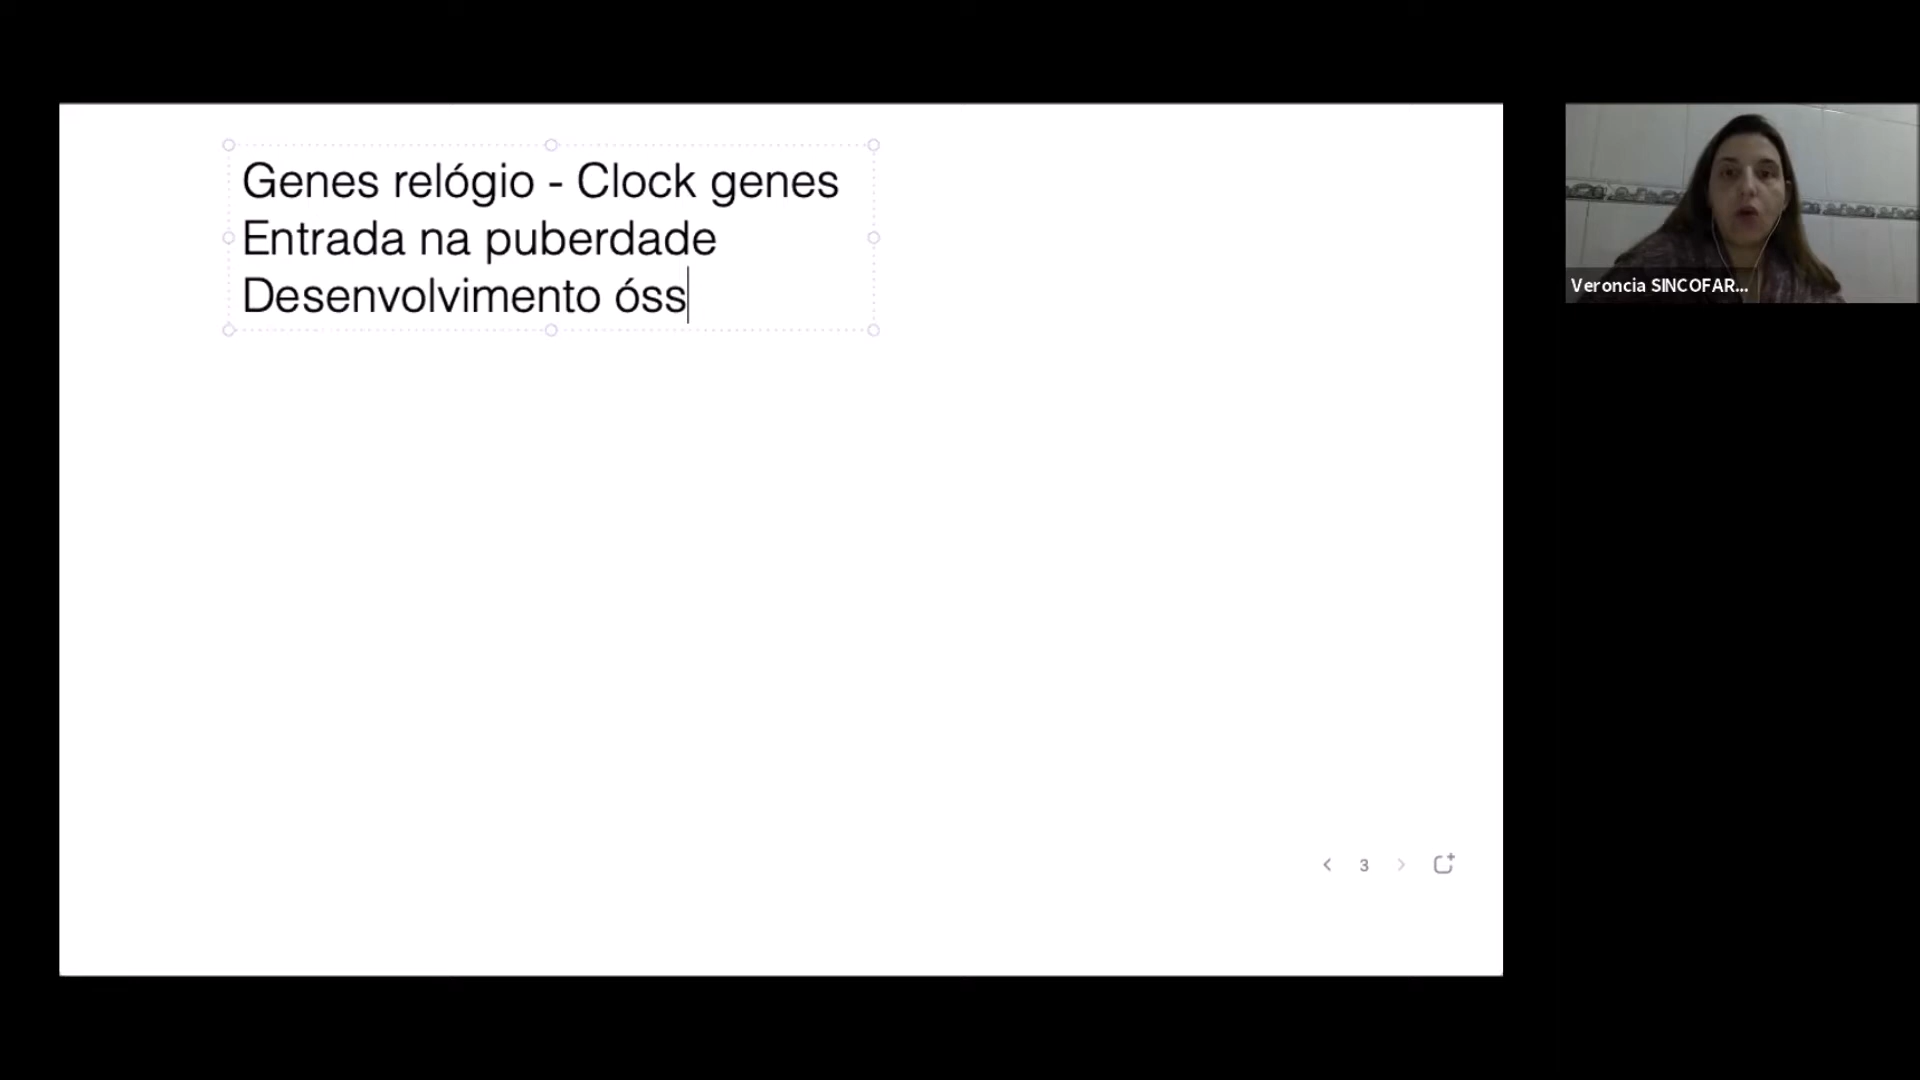 Genes relógio - Clock genes
Entrada na puberdade
Desenvolvimento óss
Veroncia SINCOFAR...
3